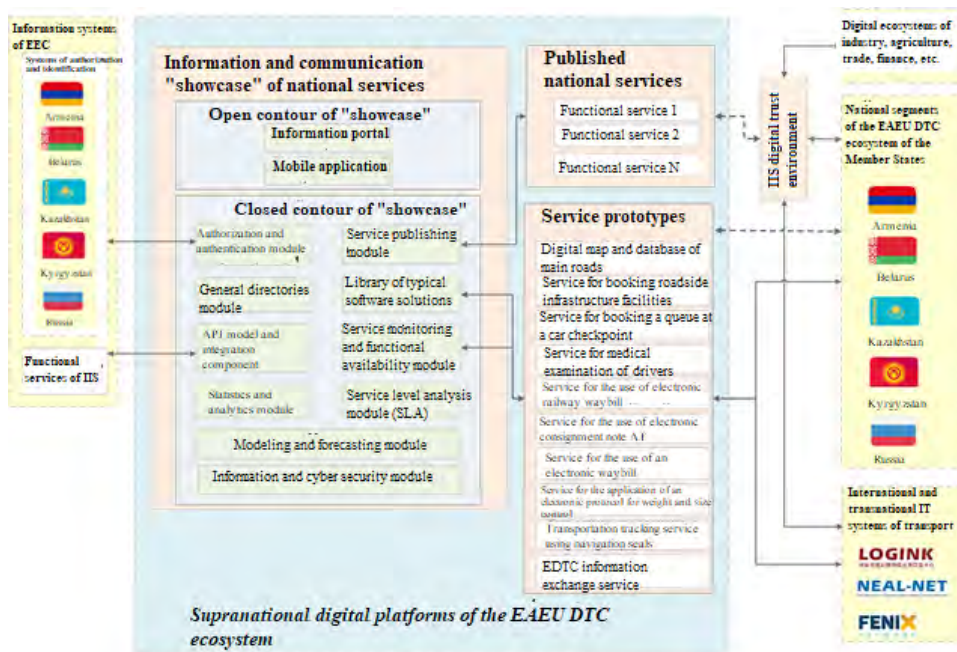 Information systems
of EEC
Systems of authorization
and identification
Armenia
Belarus
Kazakhstan
Kyrgyzstan
Russia
Functional
services of IIS
Information and communication
"showcase" of national services
Open contour of "showcase"
Information portal
Mobile application
Closed contour of "showcase"
Authorization and
authentication module
General directories
module
API model and
integration
component
Statistics and
analytics module
Service publishing
module
Library of typical
software solutions
Service monitoring
and functional
availability module
Service level analysis
module (SLA)
Modeling and forecasting module
Information and cyber security module
Published
national services
Functional service 1
Functional service 2
Functional service N
Service prototypes
Digital map and database of
main roads
Service for booking roadside
infrastructure facilities
Service for booking a queue at
a car checkpoint
Service for medical
examination of drivers
Service for the use of electronic
railway waybill
Service for the use of electronic
consignment note
Service for the use of an
electronic waybill
Service for the application of an
electronic protocol for weight and size
control
Transportation tracking service
using navigation seals
EDTC information
exchange service
Supranational digital platforms of the EAEU DTC
ecosystem
IIS digital trust
environment
Digital ecosystems of
industry, agriculture,
trade, finance, etc.
National segments
of the EAEU DTC
ecosystem of the
Member States
Armenia
Belarus
Kazakhstan
Kyrgyzstan
Russia
International and
transnational IT
systems of transport
LOGINK
NEAL-NET
FENIX